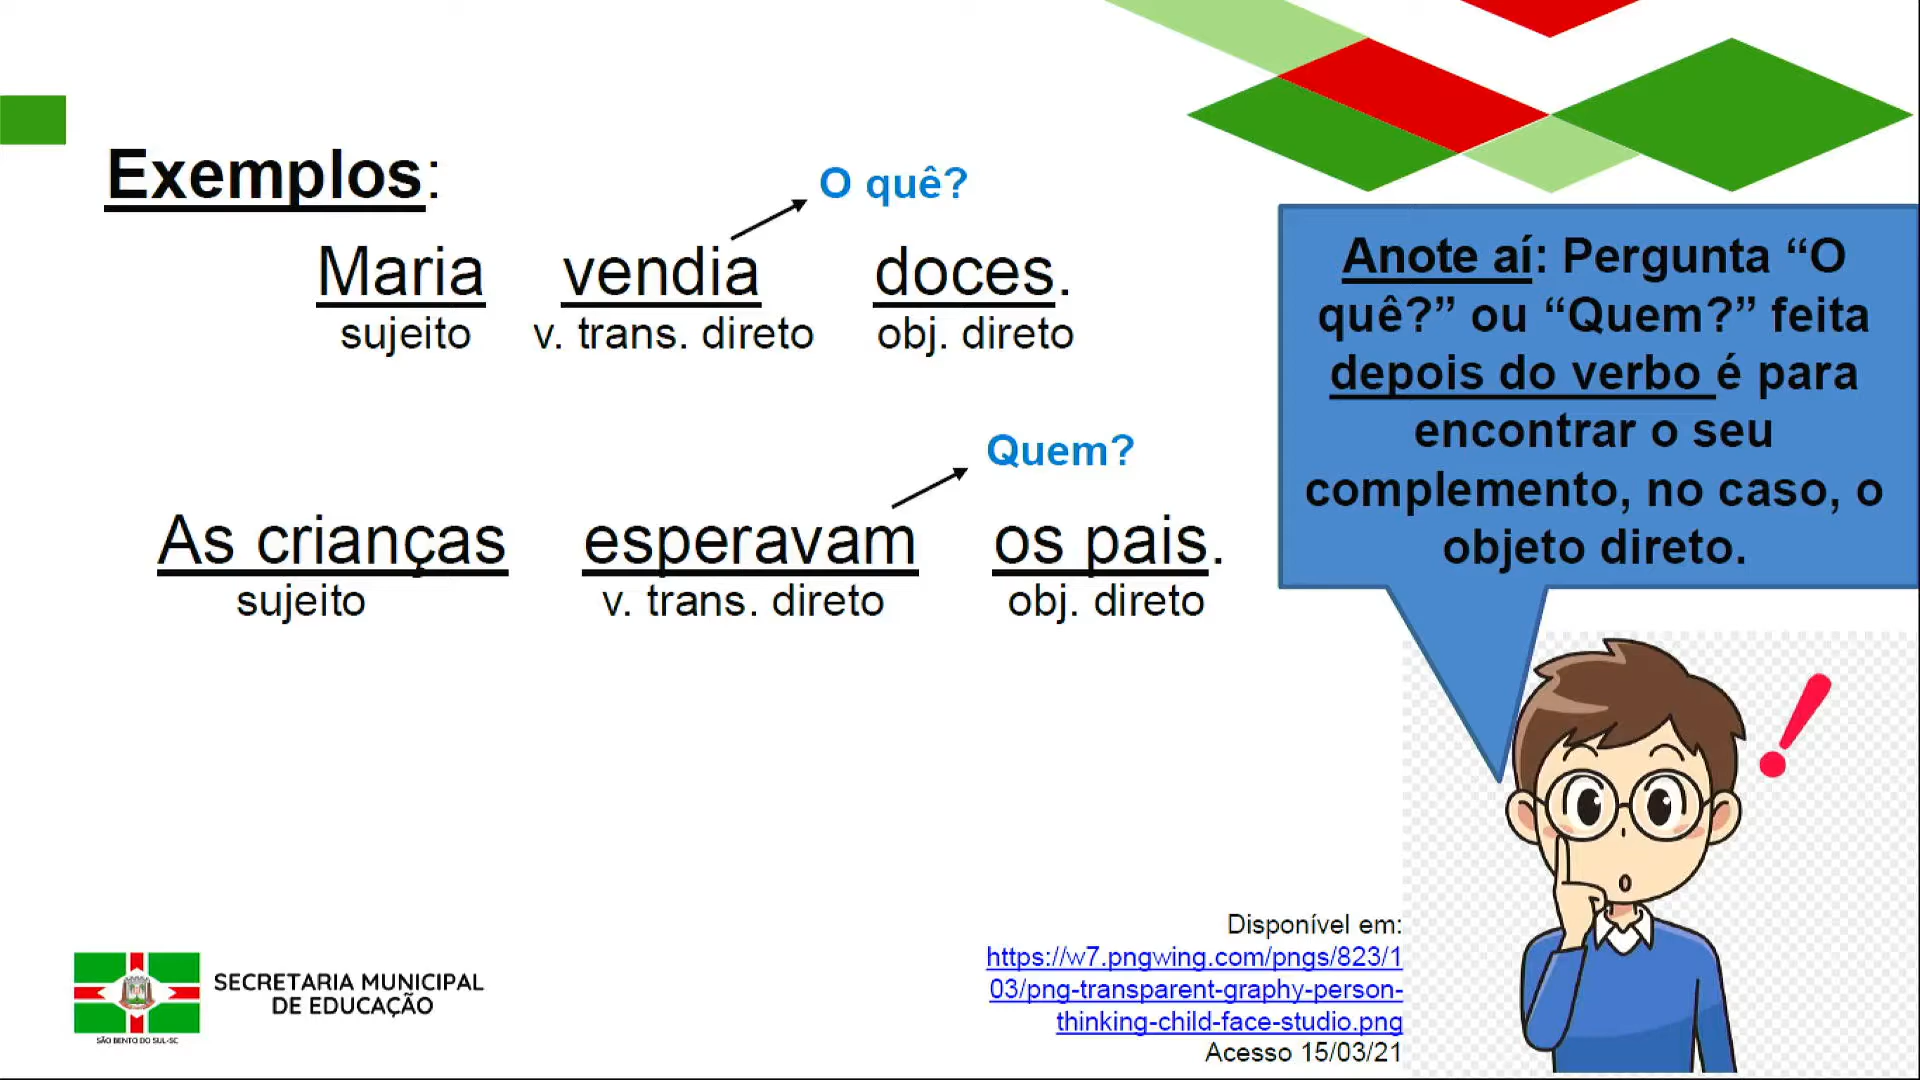 Exemplos:
O quê?
Maria vendia doces.
sujeito v. trans. direto obj. direto
Quem?
As crianças esperavam os pais.
sujeito v. trans. direto obj. direto
Anote aí: Pergunta “O
quê?” ou “Quem?” feita
depois do verbo é para
encontrar o seu
complemento, no caso, o
objeto direto.
Disponível em:
https://w7.pngwing.com/pngs/823/1
03/png-transparent-graphy-person-
thinking-child-face-studio.png
Acesso 15/03/21
SECRETARIA MUNICIPAL
DE EDUCAÇÃO
SÃO BENTO DO SUL-SC